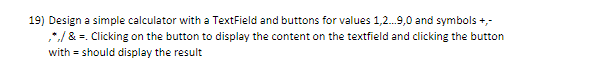 19) Design a simple calculator with a TextField and buttons for values 1,2...9,0 and symbols +,-
,*,/ & =. Clicking on the button to display the content on the textfield and clicking the button
with = should display the result